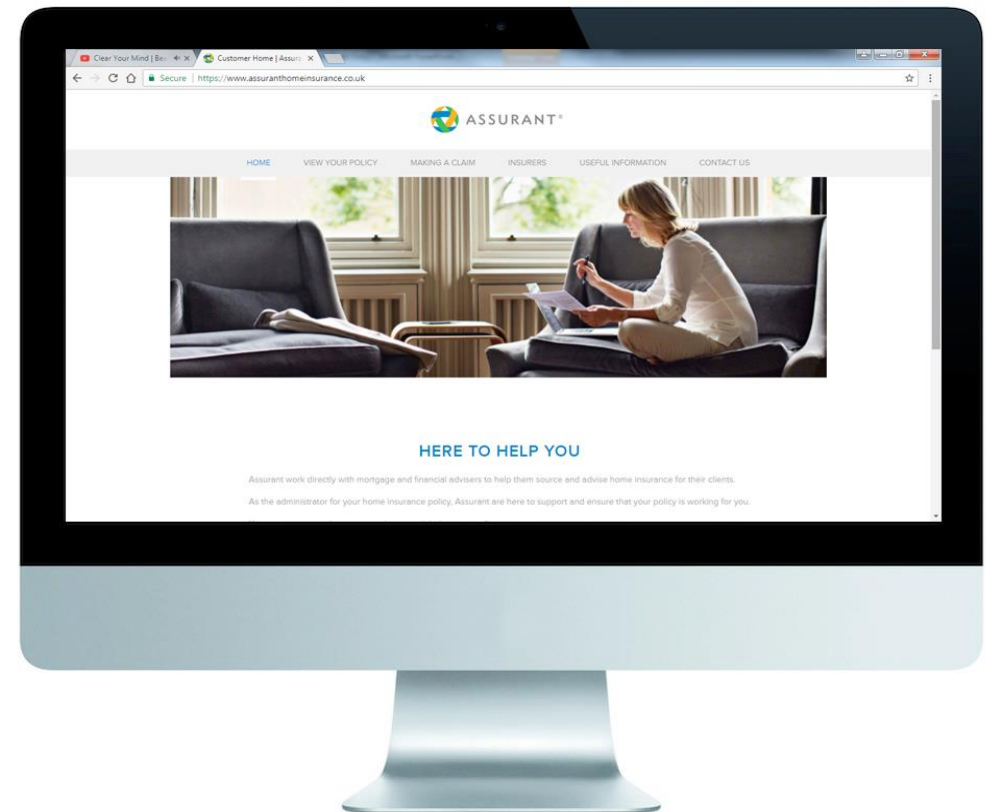 Clear Your Mind | Be
Customer Home | Assura
Secure | https://www.assuranthomeinsurance.co.uk
ASSURANT®
HOME VIEW YOUR POLICY MAKING A CLAIM INSURERS USEFUL INFORMATION CONTACT US
HERE TO HELP YOU
Assurant work directly with mortgage and financial advisers to help them source and advise home insurance for their clients.
As the administrator for your home insurance policy, Assurant are here to support and ensure that your policy is working for you.